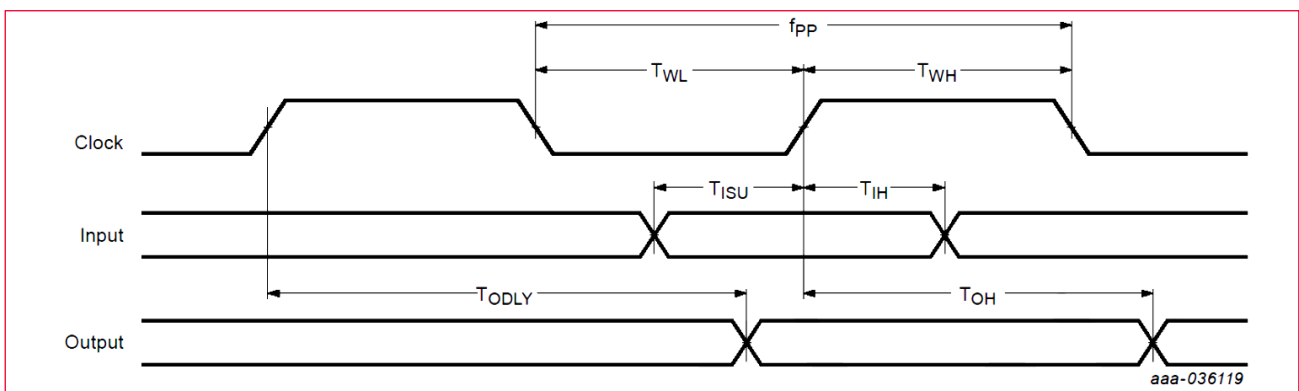 fPP
TWL
TWH
Clock
TISU
TIH
Input
TODLY
TOH
Output
aaa-036119